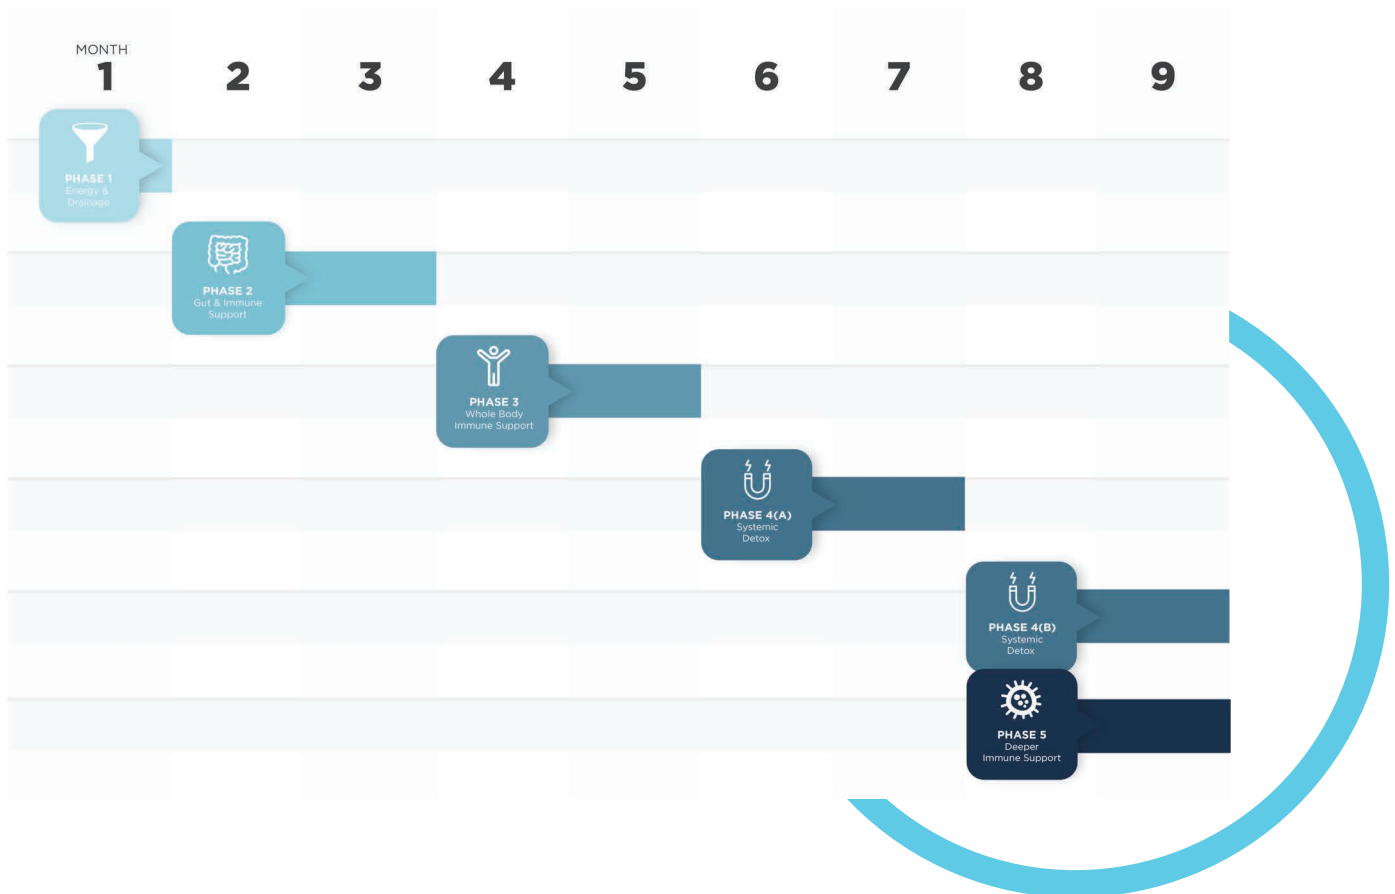 MONTH
1 2 3 4 5 6 7 8 9
PHASE 1
Energy &
Drainage
PHASE 2
Gut & Immune
Support
PHASE 3
Whole Body
Immune Support
PHASE 4(A)
Systemic
Detox
PHASE 4(B)
Systemic
Detox
PHASE 5
Deeper
Immune Support